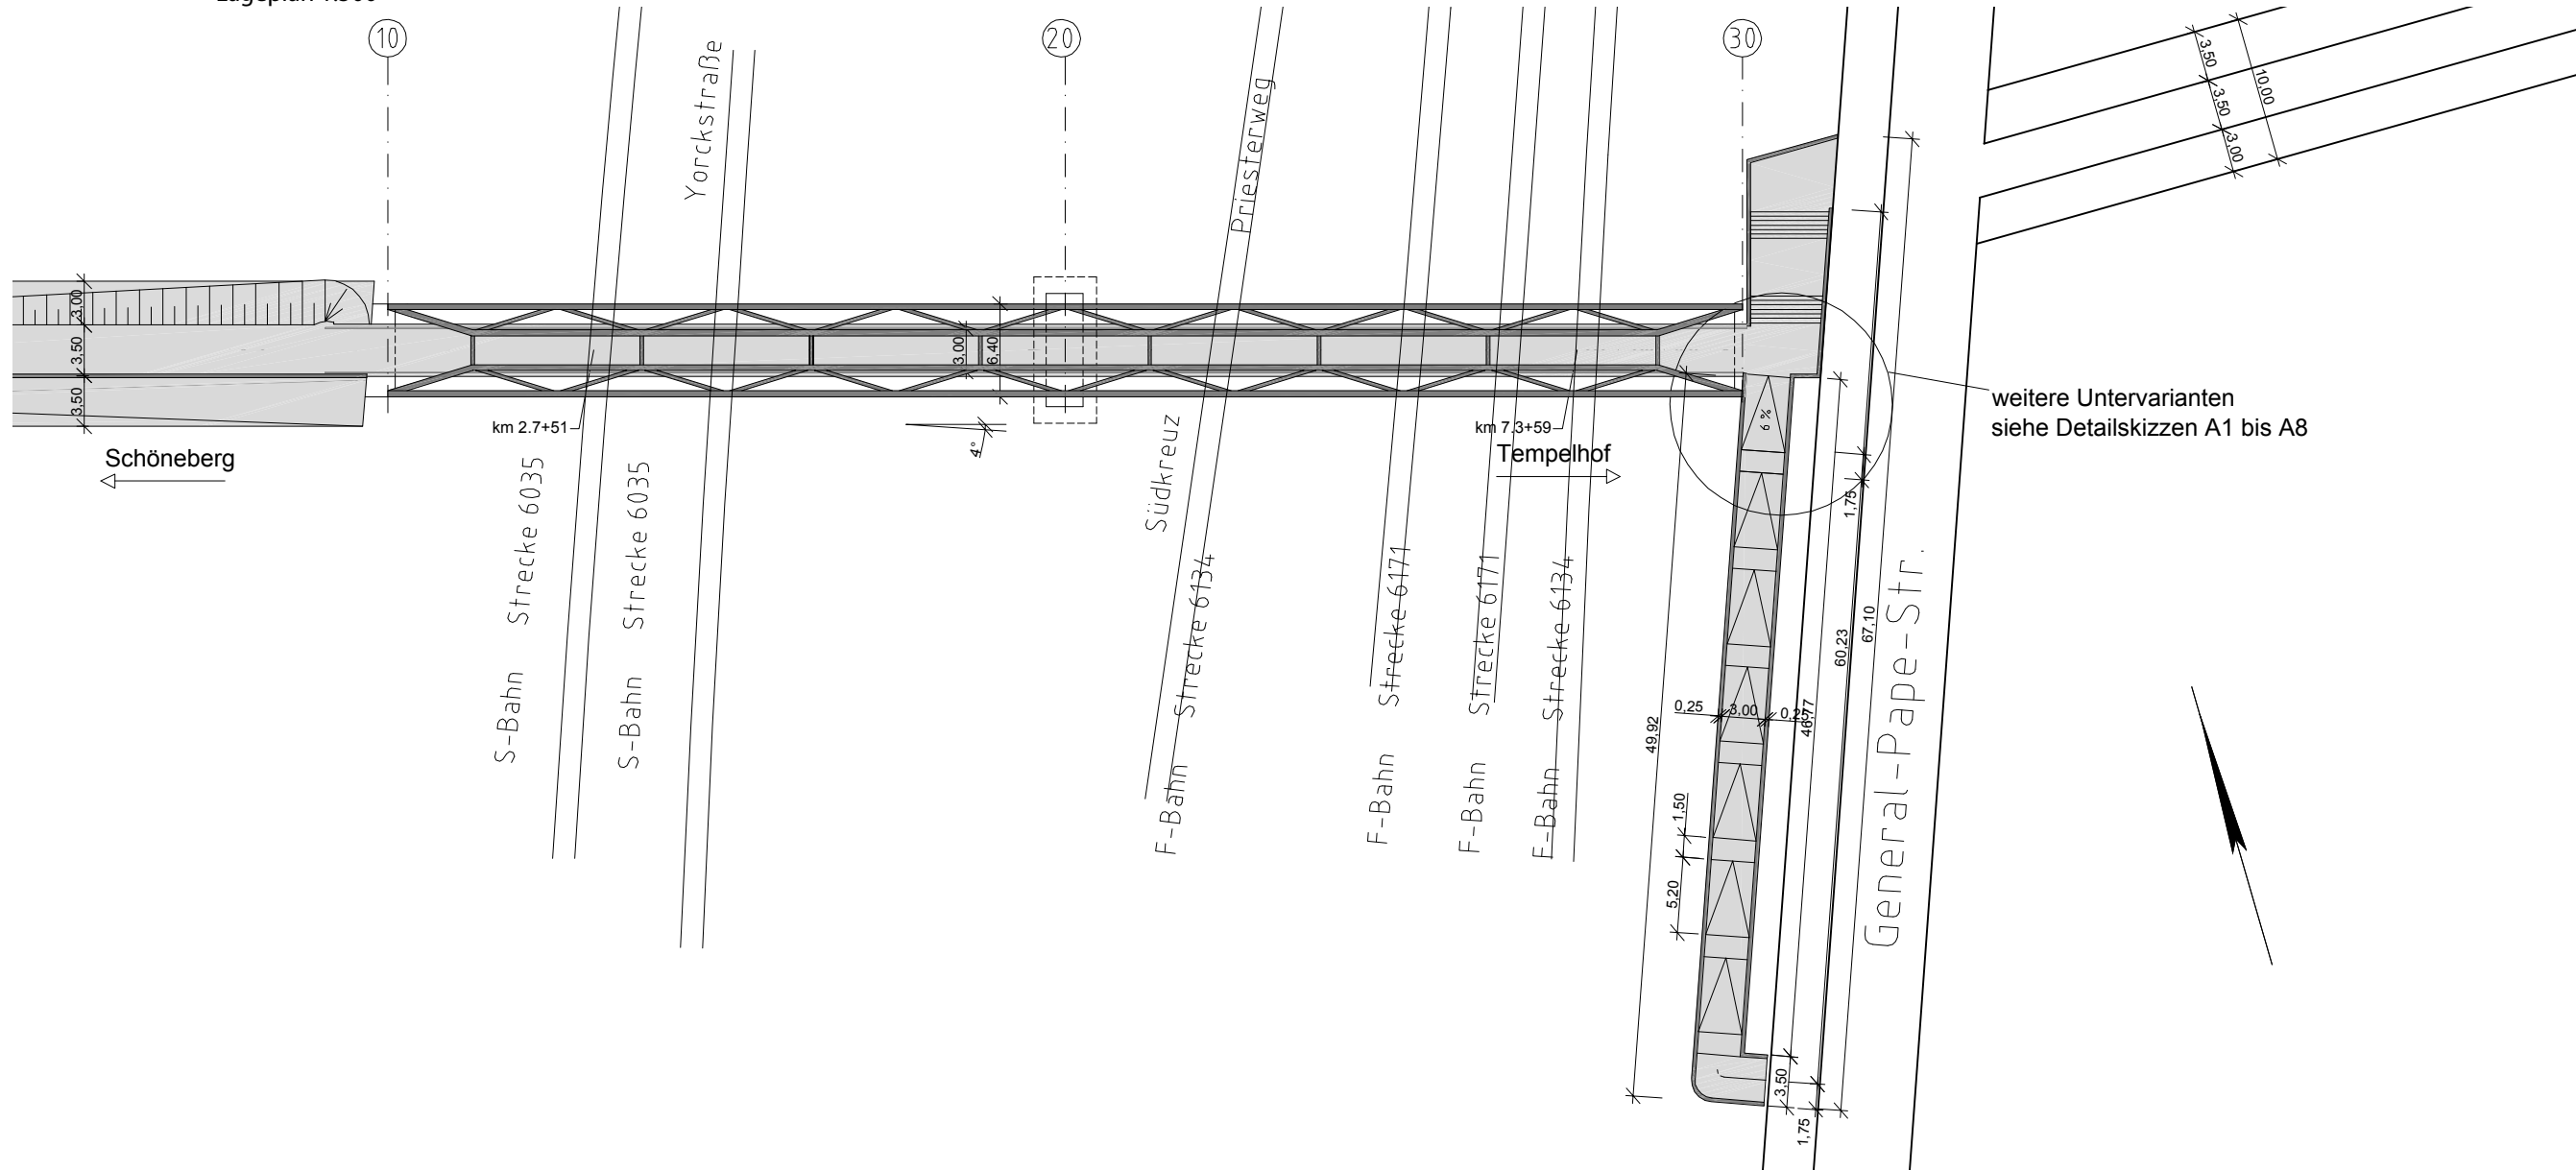 10
20
30
Yorckstraße
Priesterweg
3,50
3,50
3,00
10,00
3,00
3,50
3,50
3,00
6,40
km 2.7+51
4°
km 7.3+59
6 %
Schöneberg
Tempelhof
weitere Untervarianten
siehe Detailskizzen A1 bis A8
Südkreuz
S-Bahn Strecke 6035
S-Bahn Strecke 6035
F-Bahn Strecke 6134
F-Bahn Strecke 6171
F-Bahn Strecke 6171
F-Bahn Strecke 6134
1,75
60,23
67,10
General-Pape-Str.
0,25
3,00
0,25
46,77
49,92
1,50
5,20
3,50
1,75